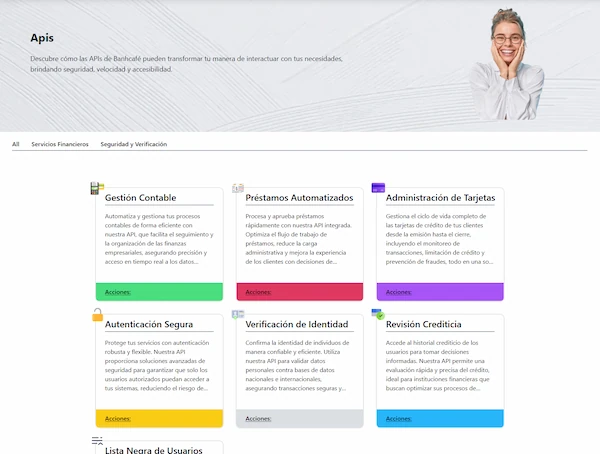 Apis
Descubre cómo las APIs de Banhcafé pueden transformar tu manera de interactuar con tus necesidades,
brindando seguridad, velocidad y accesibilidad.
All
Servicios Financieros
Seguridad y Verificación
Gestión Contable
Automatiza y gestiona tus procesos
contables de forma eficiente con
nuestra API, que facilita el seguimiento y
la organización de las finanzas
empresariales, asegurando precisión y
acceso en tiempo real a los datos...
Acciones:
Préstamos Automatizados
Procesa y aprueba préstamos
rápidamente con nuestra API integrada.
Optimiza el flujo de trabajo de
préstamos, reduce la carga
administrativa y mejora la experiencia
de los clientes con decisiones de...
Acciones:
Administración de Tarjetas
Gestiona el ciclo de vida completo de
las tarjetas de crédito de tus clientes
desde la emisión hasta el cierre,
incluyendo el monitoreo de
transacciones, limitación de crédito y
prevención de fraudes, todo en una so...
Acciones:
Autenticación Segura
Protege tus servicios con autenticación
robusta y flexible. Nuestra API
proporciona soluciones avanzadas de
seguridad para garantizar que solo los
usuarios autorizados puedan acceder a
tus sistemas, reduciendo el riesgo de...
Acciones:
Verificación de Identidad
Confirma la identidad de individuos de
manera confiable y eficiente. Utiliza
nuestra API para validar datos
personales contra bases de datos
nacionales e internacionales,
asegurando transacciones seguras y...
Acciones:
Revisión Crediticia
Accede al historial crediticio de los
usuarios para tomar decisiones
informadas. Nuestra API permite una
evaluación rápida y precisa del crédito,
ideal para instituciones financieras que
buscan optimizar sus procesos de...
Acciones:
Lista Negra de Usuarios